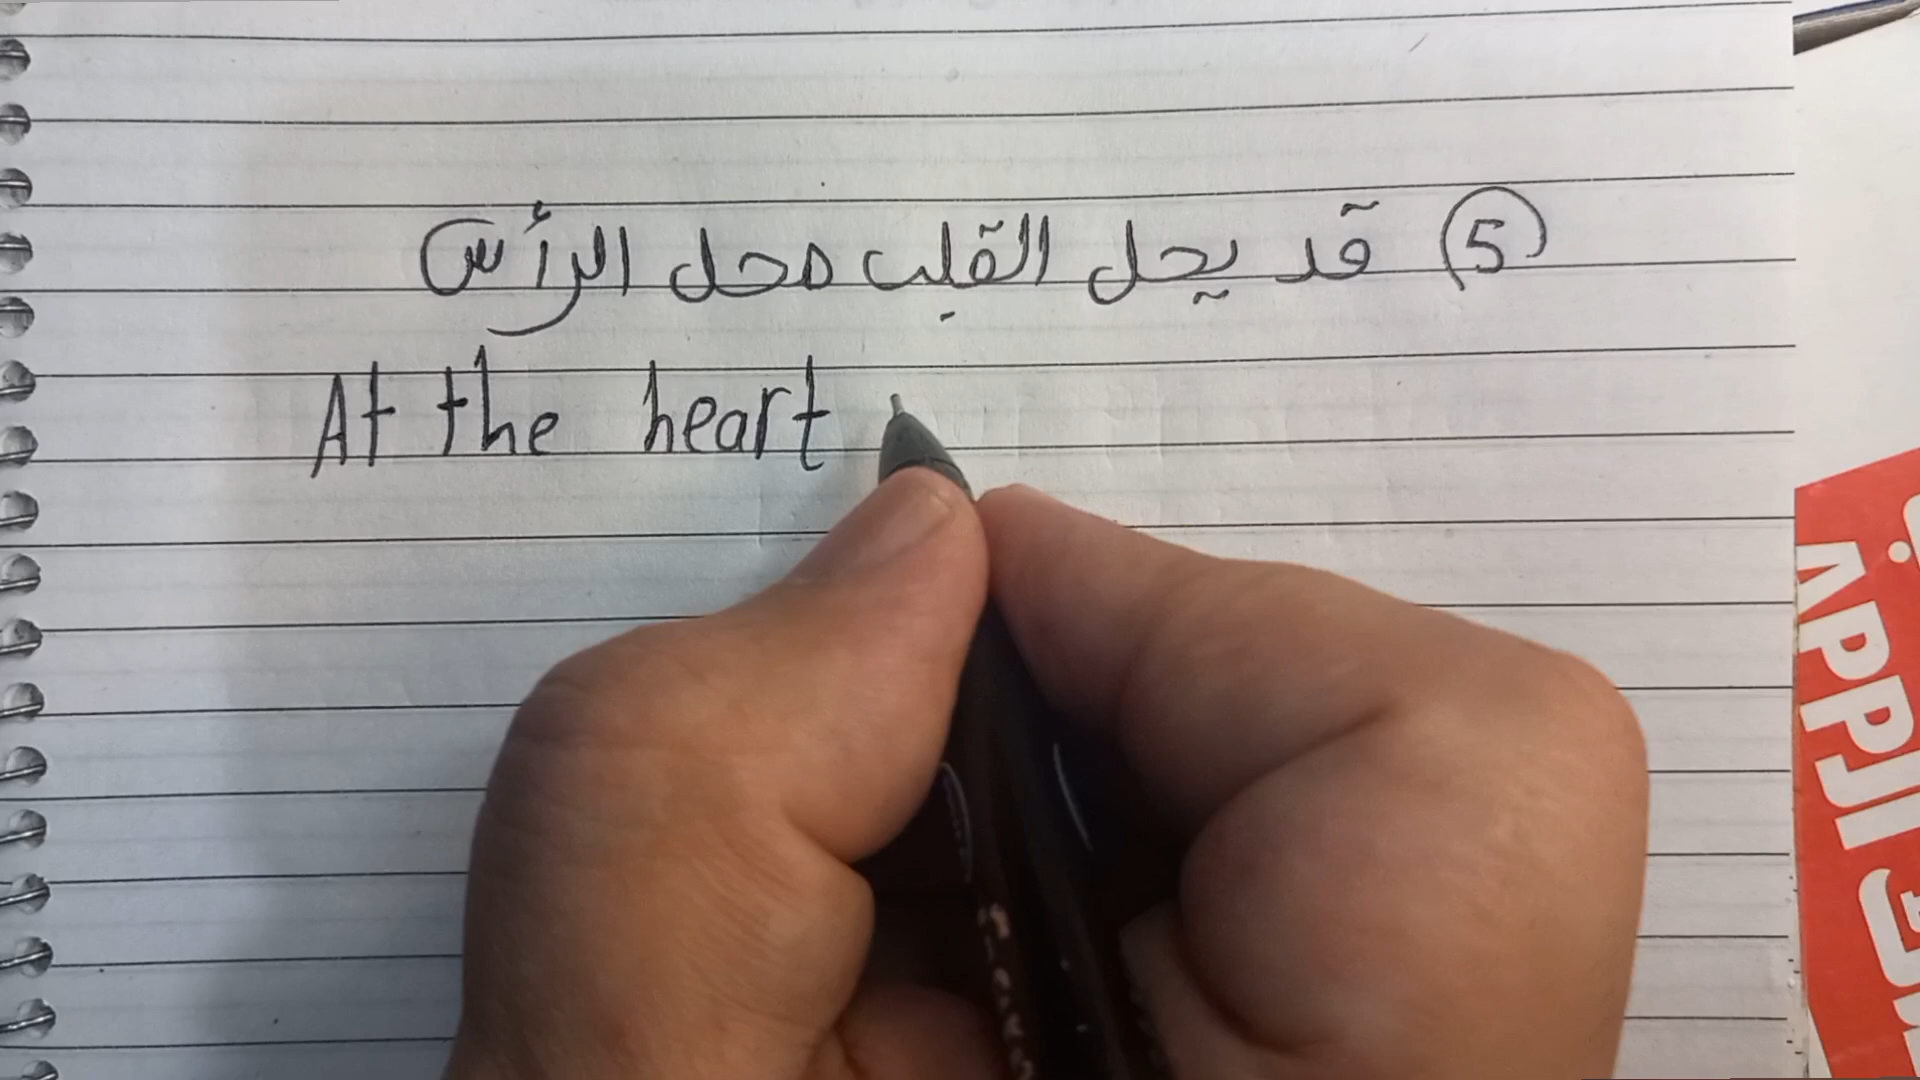 ⑤ قد يحل القلب محل الرأس
At the heart